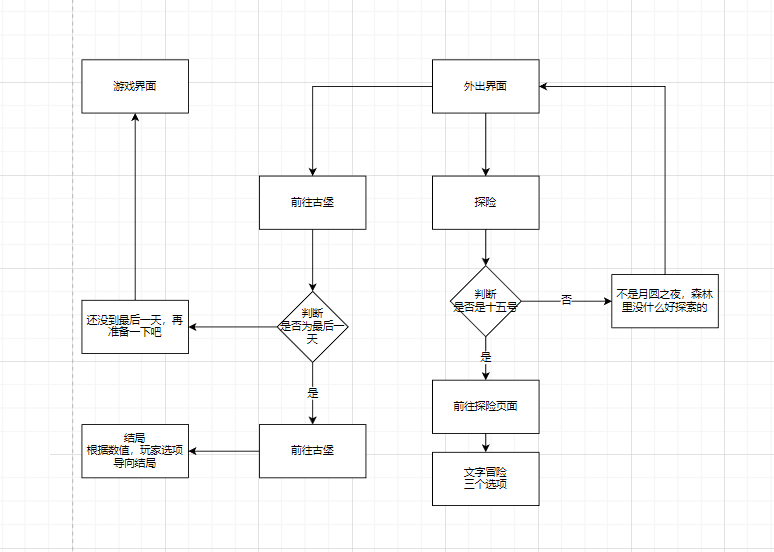 游戏界面
外出界面
前往古堡
探险
判断
是否为最后一
天
还没到最后一天，再
准备一下吧
判断
是否是十五号
否
不是月圆之夜，森林
里没什么好探索的
是
是
前往古堡
结局
根据数值，玩家选项
导向结局
前往探险页面
文字冒险
三个选项